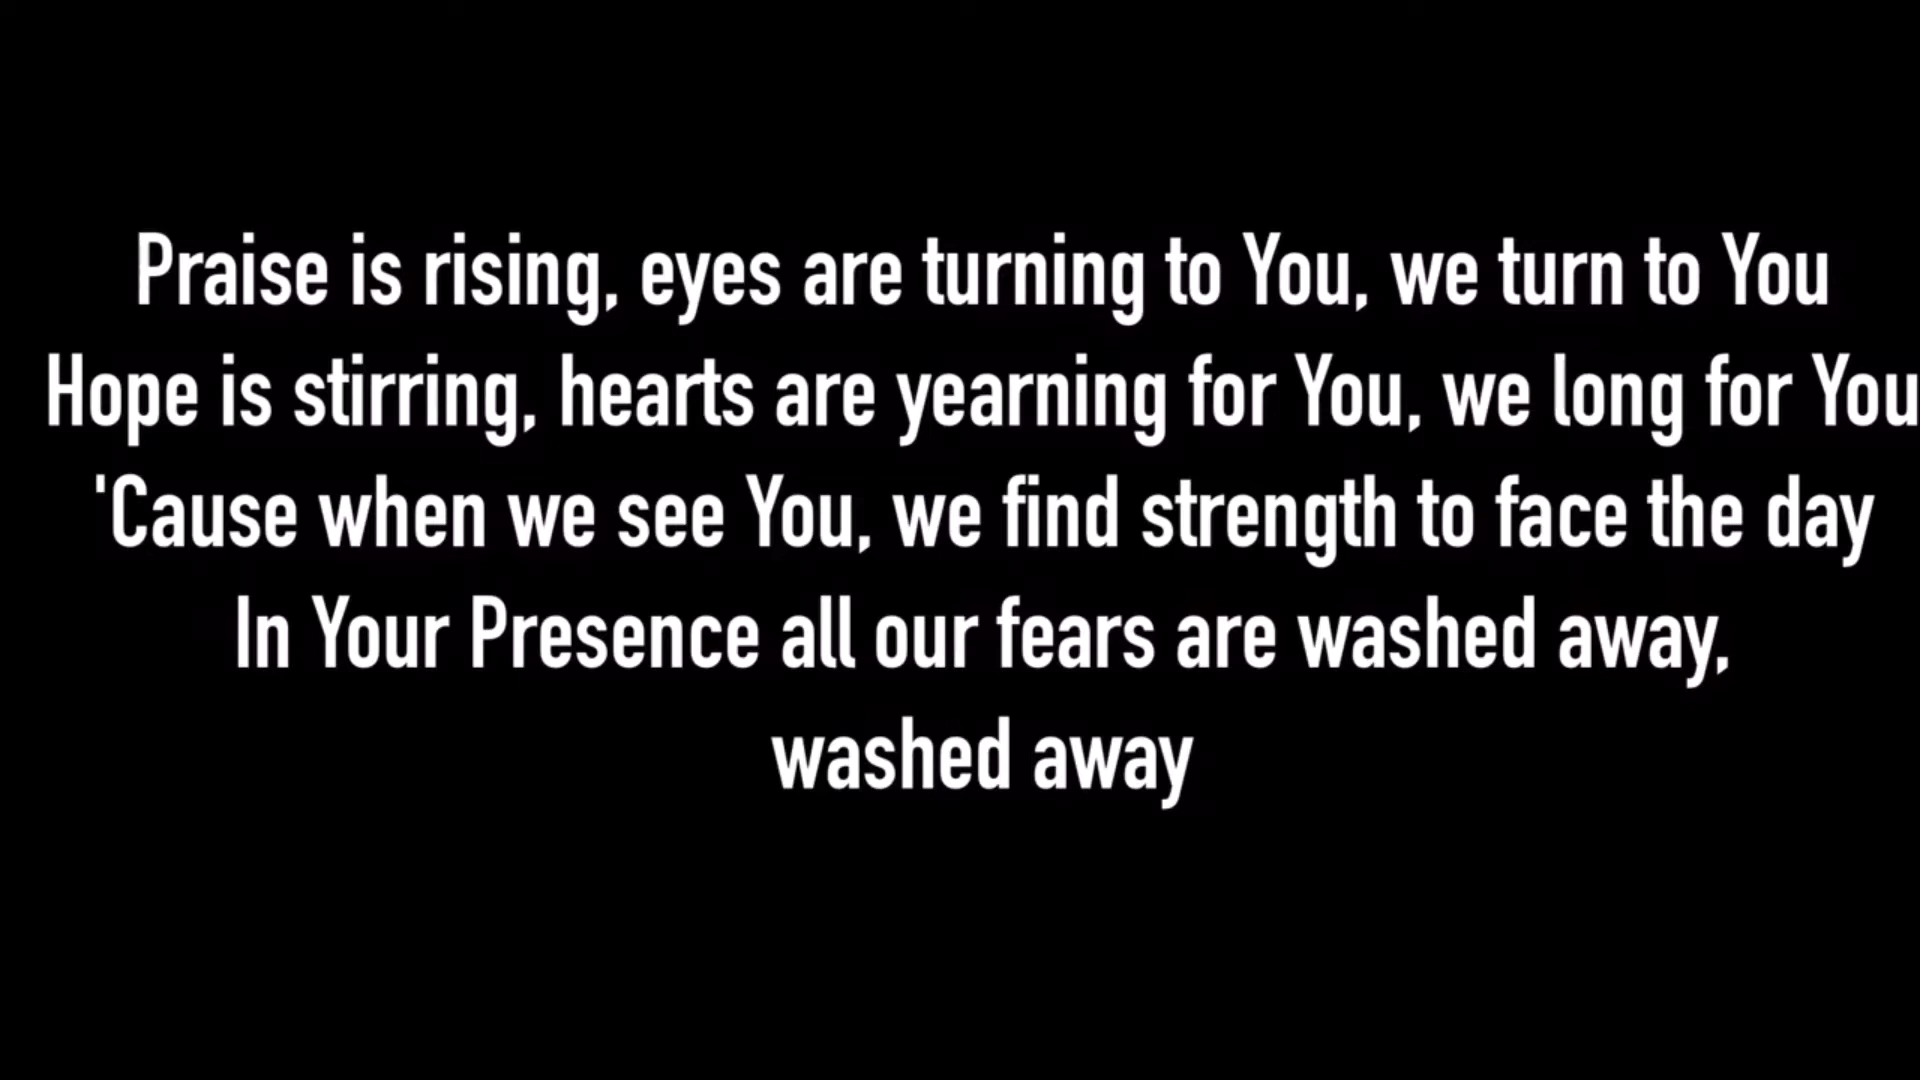 Praise is rising, eyes are turning to You, we turn to You
Hope is stirring, hearts are yearning for You, we long for You
'Cause when we see You, we find strength to face the day
In Your Presence all our fears are washed away,
washed away